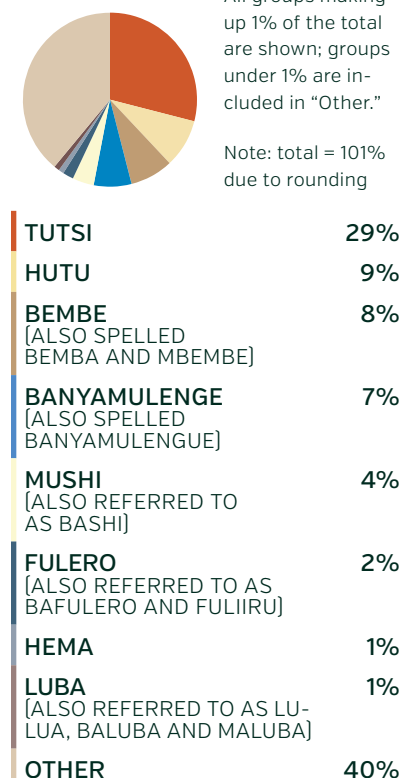 All groups making
up 1% of the total
are shown; groups
under 1% are in-
cluded in “Other.”
Note: total = 101%
due to rounding
TUTSI 29%
HUTU 9%
BEMBE 8%
(ALSO SPELLED
BEMBA AND MBEMBE)
BANYAMULENGE 7%
(ALSO SPELLED
BANYAMULENGUE)
MUSHI 4%
(ALSO REFERRED TO
AS BASHI)
FULERO 2%
(ALSO REFERRED TO AS
BAFULERO AND FULIIRU)
HEMA 1%
LUBA 1%
(ALSO REFERRED TO AS LU-
LUA, BALUBA AND MALUBA)
OTHER 40%